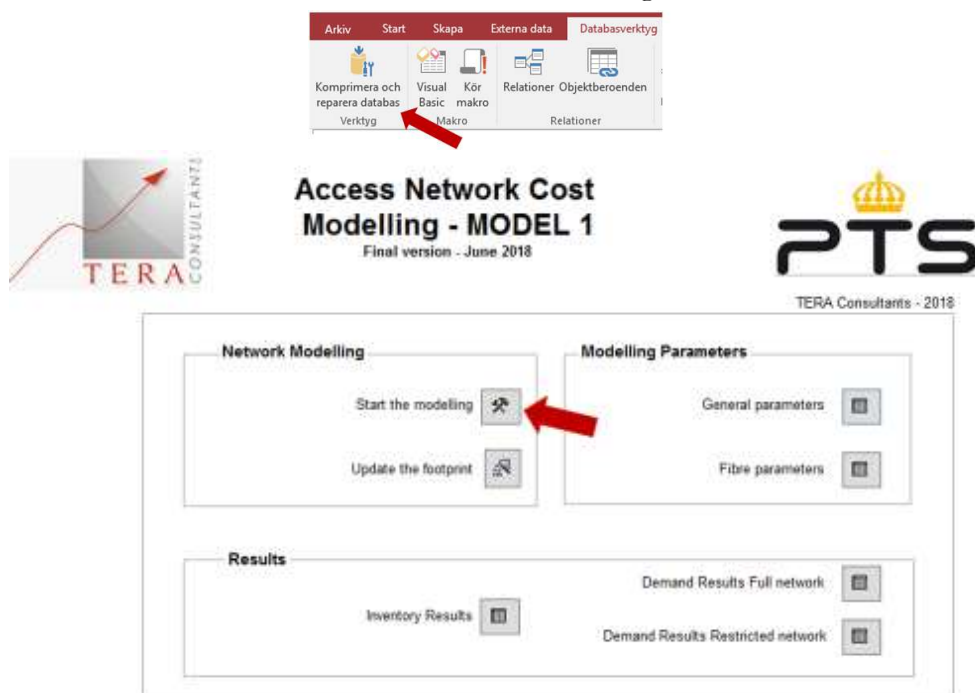 Arkiv Start Skapa Externa data Databasverktyg
Komprimera och reparera databas
Visual Basic
Kör makro
Relationer
Objektberoenden
Verktyg
Makro
Relationer
TERA
CONSULTANTS
Access Network Cost
Modelling - MODEL 1
Final version - June 2018
PTS
TERA Consultants - 2018
Network Modelling
Start the modelling
Update the footprint
Modelling Parameters
General parameters
Fibre parameters
Results
Inventory Results
Demand Results Full network
Demand Results Restricted network